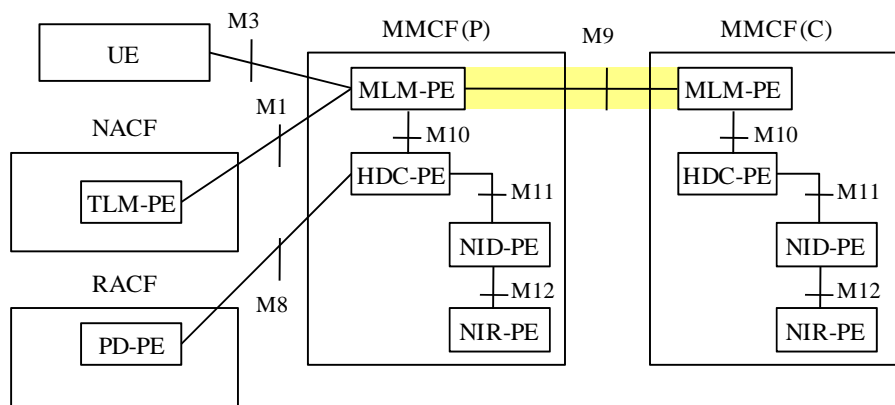 M3
MMCF(P)
M9
MMCF(C)
UE
MLM-PE
MLM-PE
M1
NACF
M10
M10
HDC-PE
HDC-PE
TLM-PE
M11
M11
NID-PE
NID-PE
RACF
M8
M12
M12
PD-PE
NIR-PE
NIR-PE